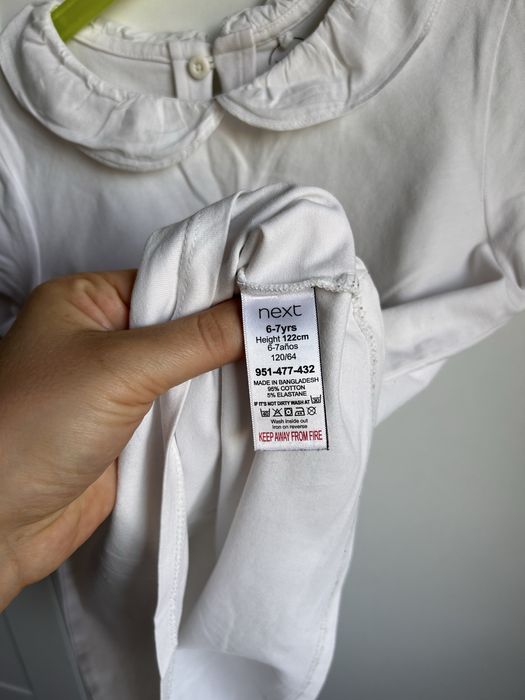 next
6-7yrs
Height 122cm
6-7años
120/64
951-477-432
MADE IN BANGLADESH
95% COTTON
5% ELASTANE
IF IT'S NOT DIRTY WASH AT
Wash inside out
Iron on reverse
KEEP AWAY FROM FIRE